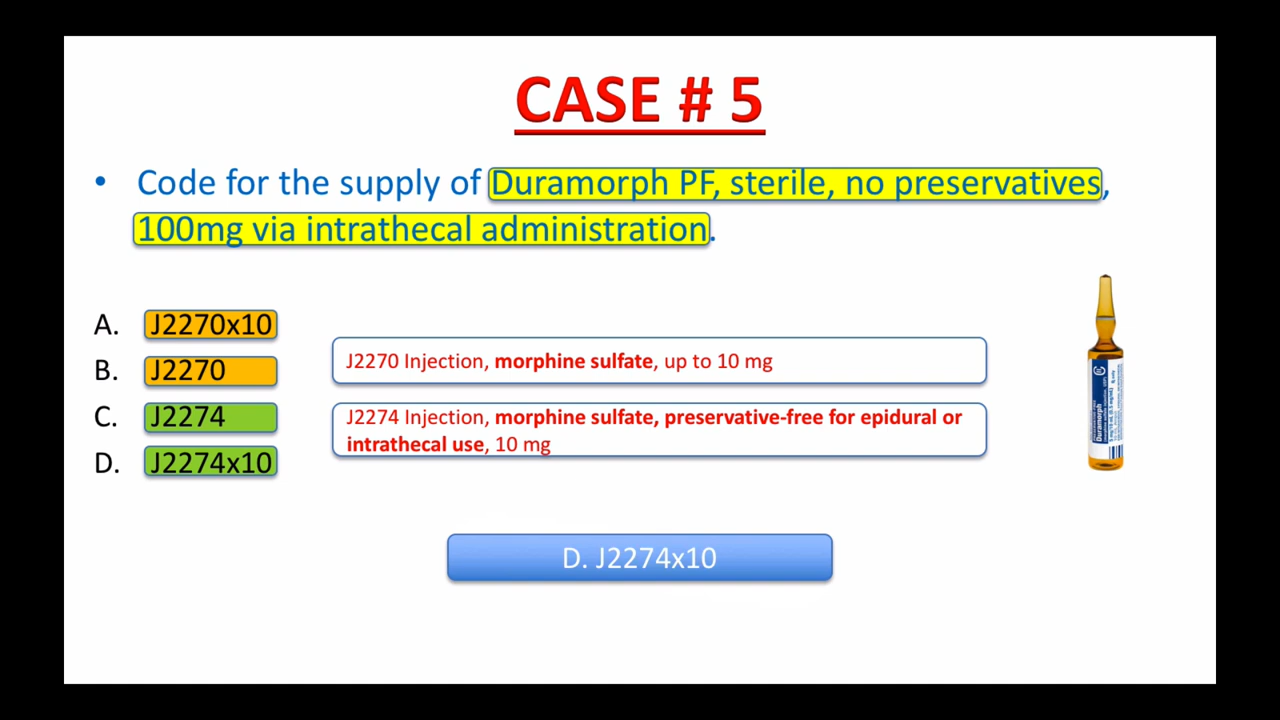 CASE # 5
• Code for the supply of Duramorph PF, sterile, no preservatives,
100mg via intrathecal administration.
A. J2270x10
B. J2270
C. J2274
D. J2274x10
J2270 Injection, morphine sulfate, up to 10 mg
J2274 Injection, morphine sulfate, preservative-free for epidural or
intrathecal use, 10 mg
Duramorph
D. J2274x10